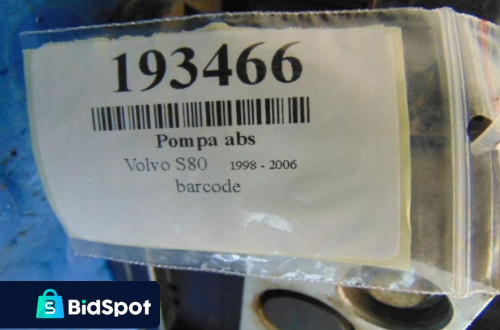 193466
Pompa abs
Volvo S80 1998 - 2006
barcode
S BidSpot